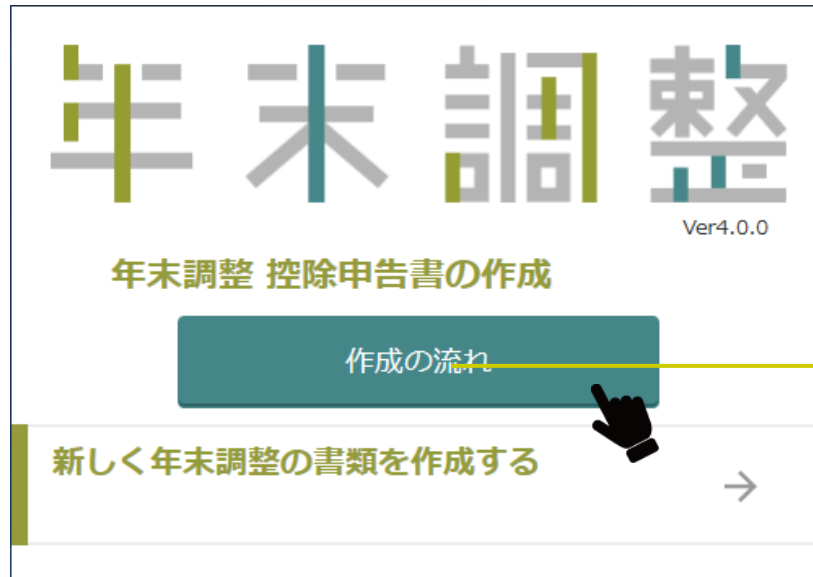 年末調整
Ver4.0.0
年末調整 控除申告書の作成
作成の流れ
新しく年末調整の書類を作成する